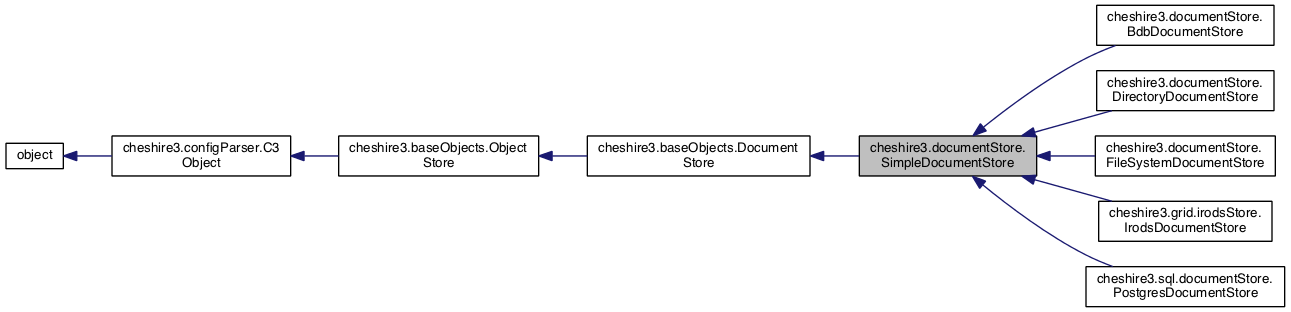 object
cheshire3.configParser.C3
Object
cheshire3.baseObjects.Object
Store
cheshire3.baseObjects.Document
Store
cheshire3.documentStore.
SimpleDocumentStore
cheshire3.documentStore.
BdbDocumentStore
cheshire3.documentStore.
DirectoryDocumentStore
cheshire3.documentStore.
FileSystemDocumentStore
cheshire3.grid.irodsStore.
IrodsDocumentStore
cheshire3.sql.documentStore.
PostgresDocumentStore